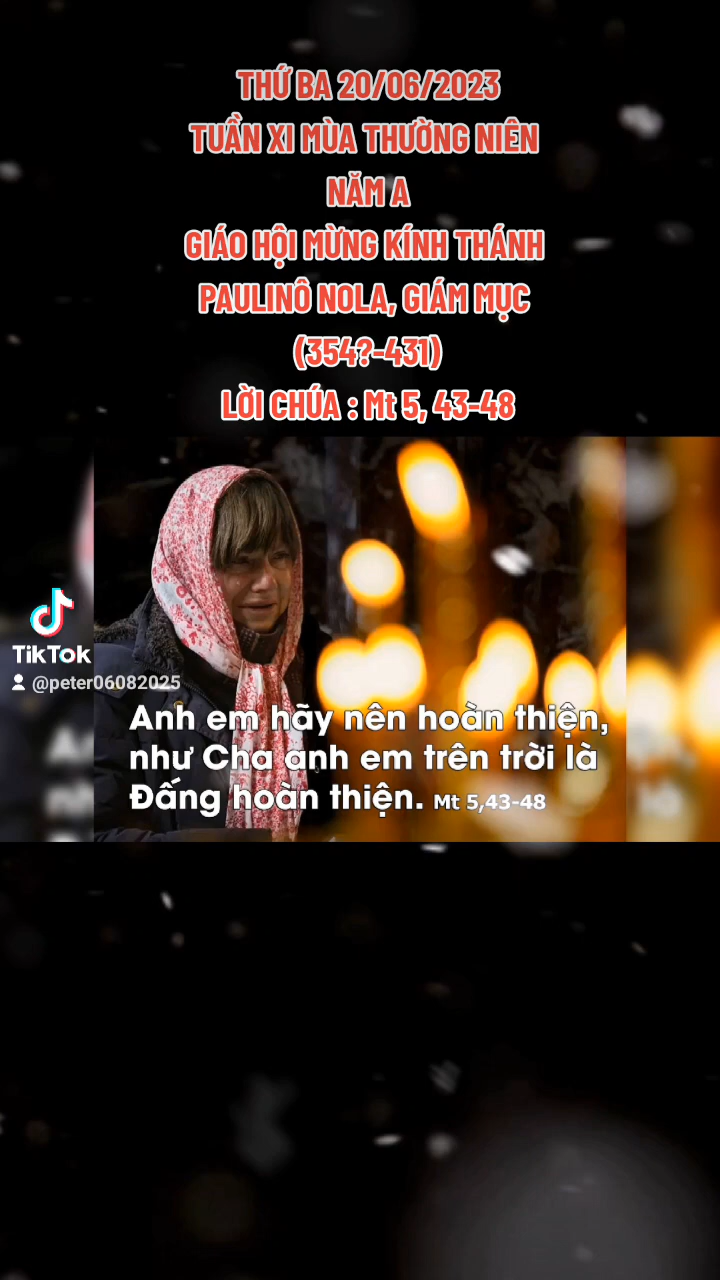 THỨ BA 20/06/2023
TUẦN XI MÙA THƯỜNG NIÊN
NĂM A
GIÁO HỘI MỪNG KÍNH THÁNH
PAULINÔ NOLA, GIÁM MỤC
(354?-431)
LỜI CHÚA : Mt 5, 43-48
TikTok
@peter06082025
Anh em hãy nên hoàn thiện,
như Cha anh em trên trời là
Đấng hoàn thiện. Mt 5,43-48